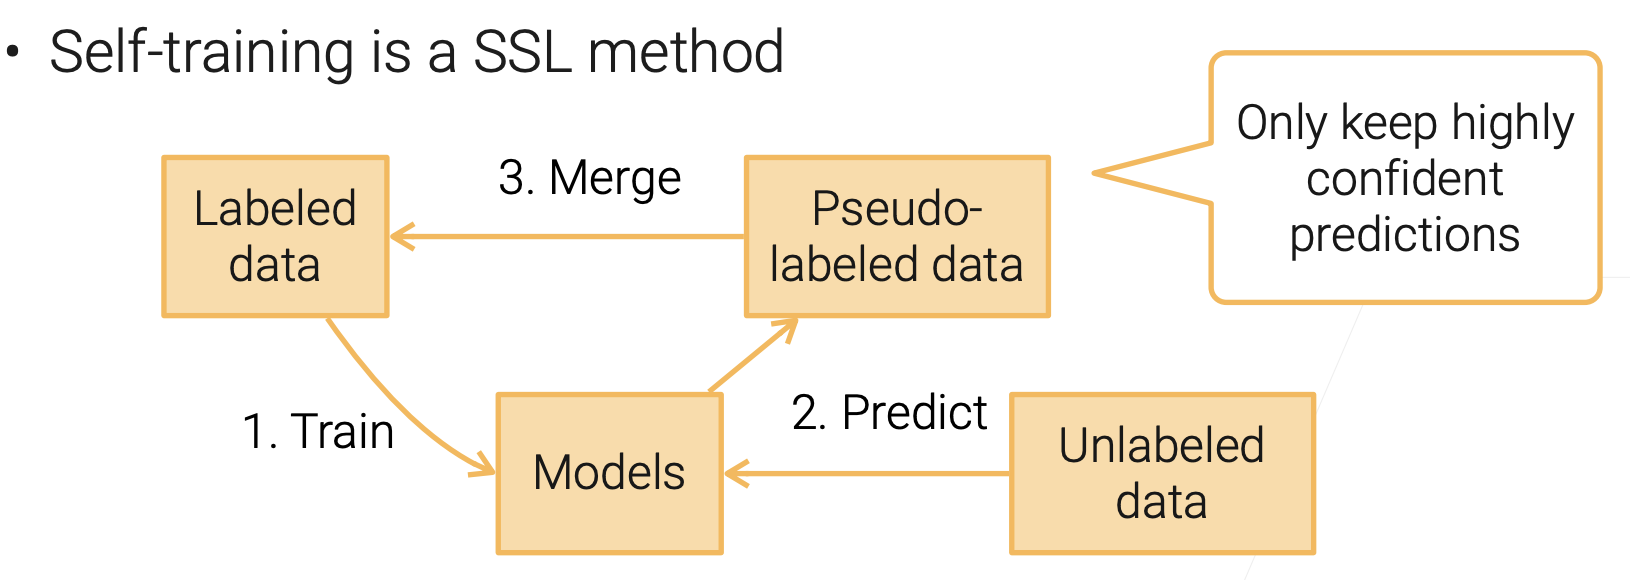 • Self-training is a SSL method
Only keep highly
confident
predictions
3. Merge
Labeled
data
Pseudo-
labeled data
1. Train
2. Predict
Models
Unlabeled
data